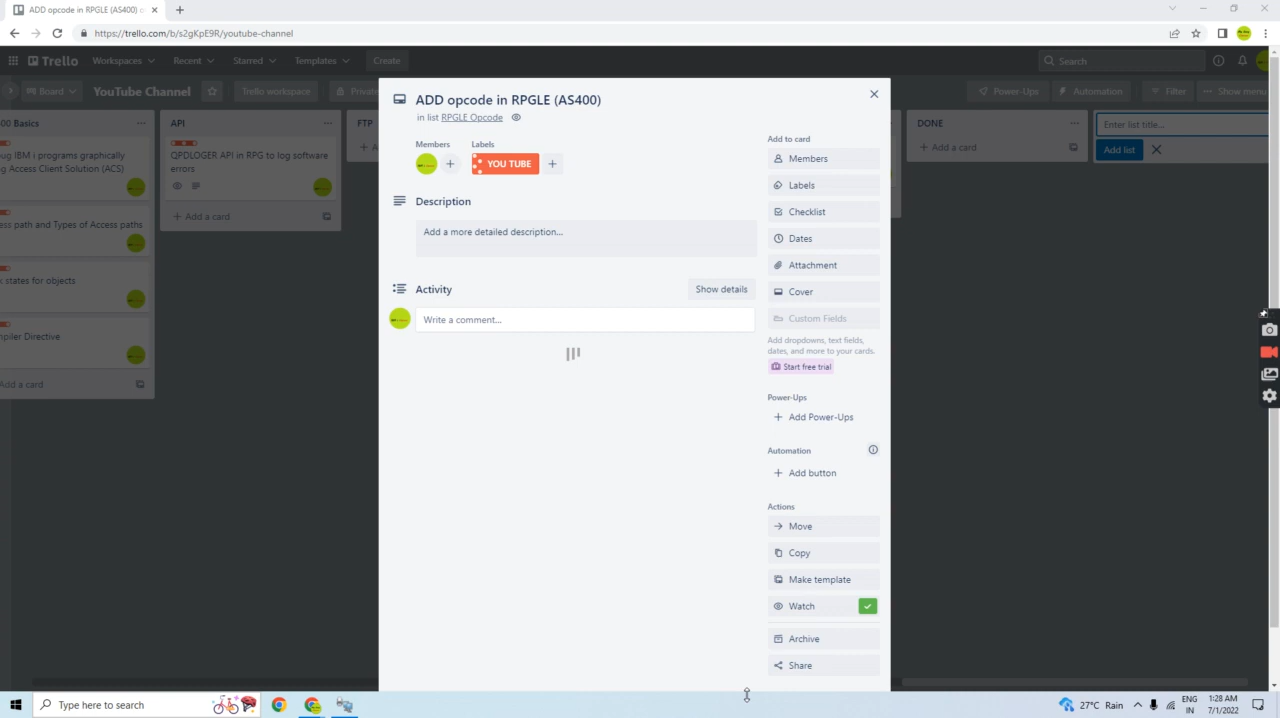 ADD opcode in RPGLE (AS400) o
https://trello.com/b/s2gKpE9R/youtube-channel
Trello
Workspaces
Recent
Starred
Templates
Create
Search
Board
YouTube Channel
Trello workspace
Power-Ups
Automation
Filter
Show menu
00 Basics
ug IBM i programs graphically
g Access Client Solution (ACS)
ess path and Types of Access paths
k states for objects
piler Directive
Add a card
API
QPDLOGER API in RPG to log software
errors
+ Add a card
FTP
ADD opcode in RPGLE (AS400)
in list RPGLE Opcode
Members
Labels
YOU TUBE
Description
Add a more detailed description...
Activity
Show details
Write a comment...
Add to card
Members
Labels
Checklist
Dates
Attachment
Cover
Custom Fields
Add dropdowns, text fields,
dates, and more to your cards.
Start free trial
Power-Ups
+ Add Power-Ups
Automation
+ Add button
Actions
Move
Copy
Make template
Watch
Archive
Share
DONE
+ Add a card
Enter list title...
Add list
Type here to search
27°C Rain
ENG
IN
1:28 AM
7/1/2022